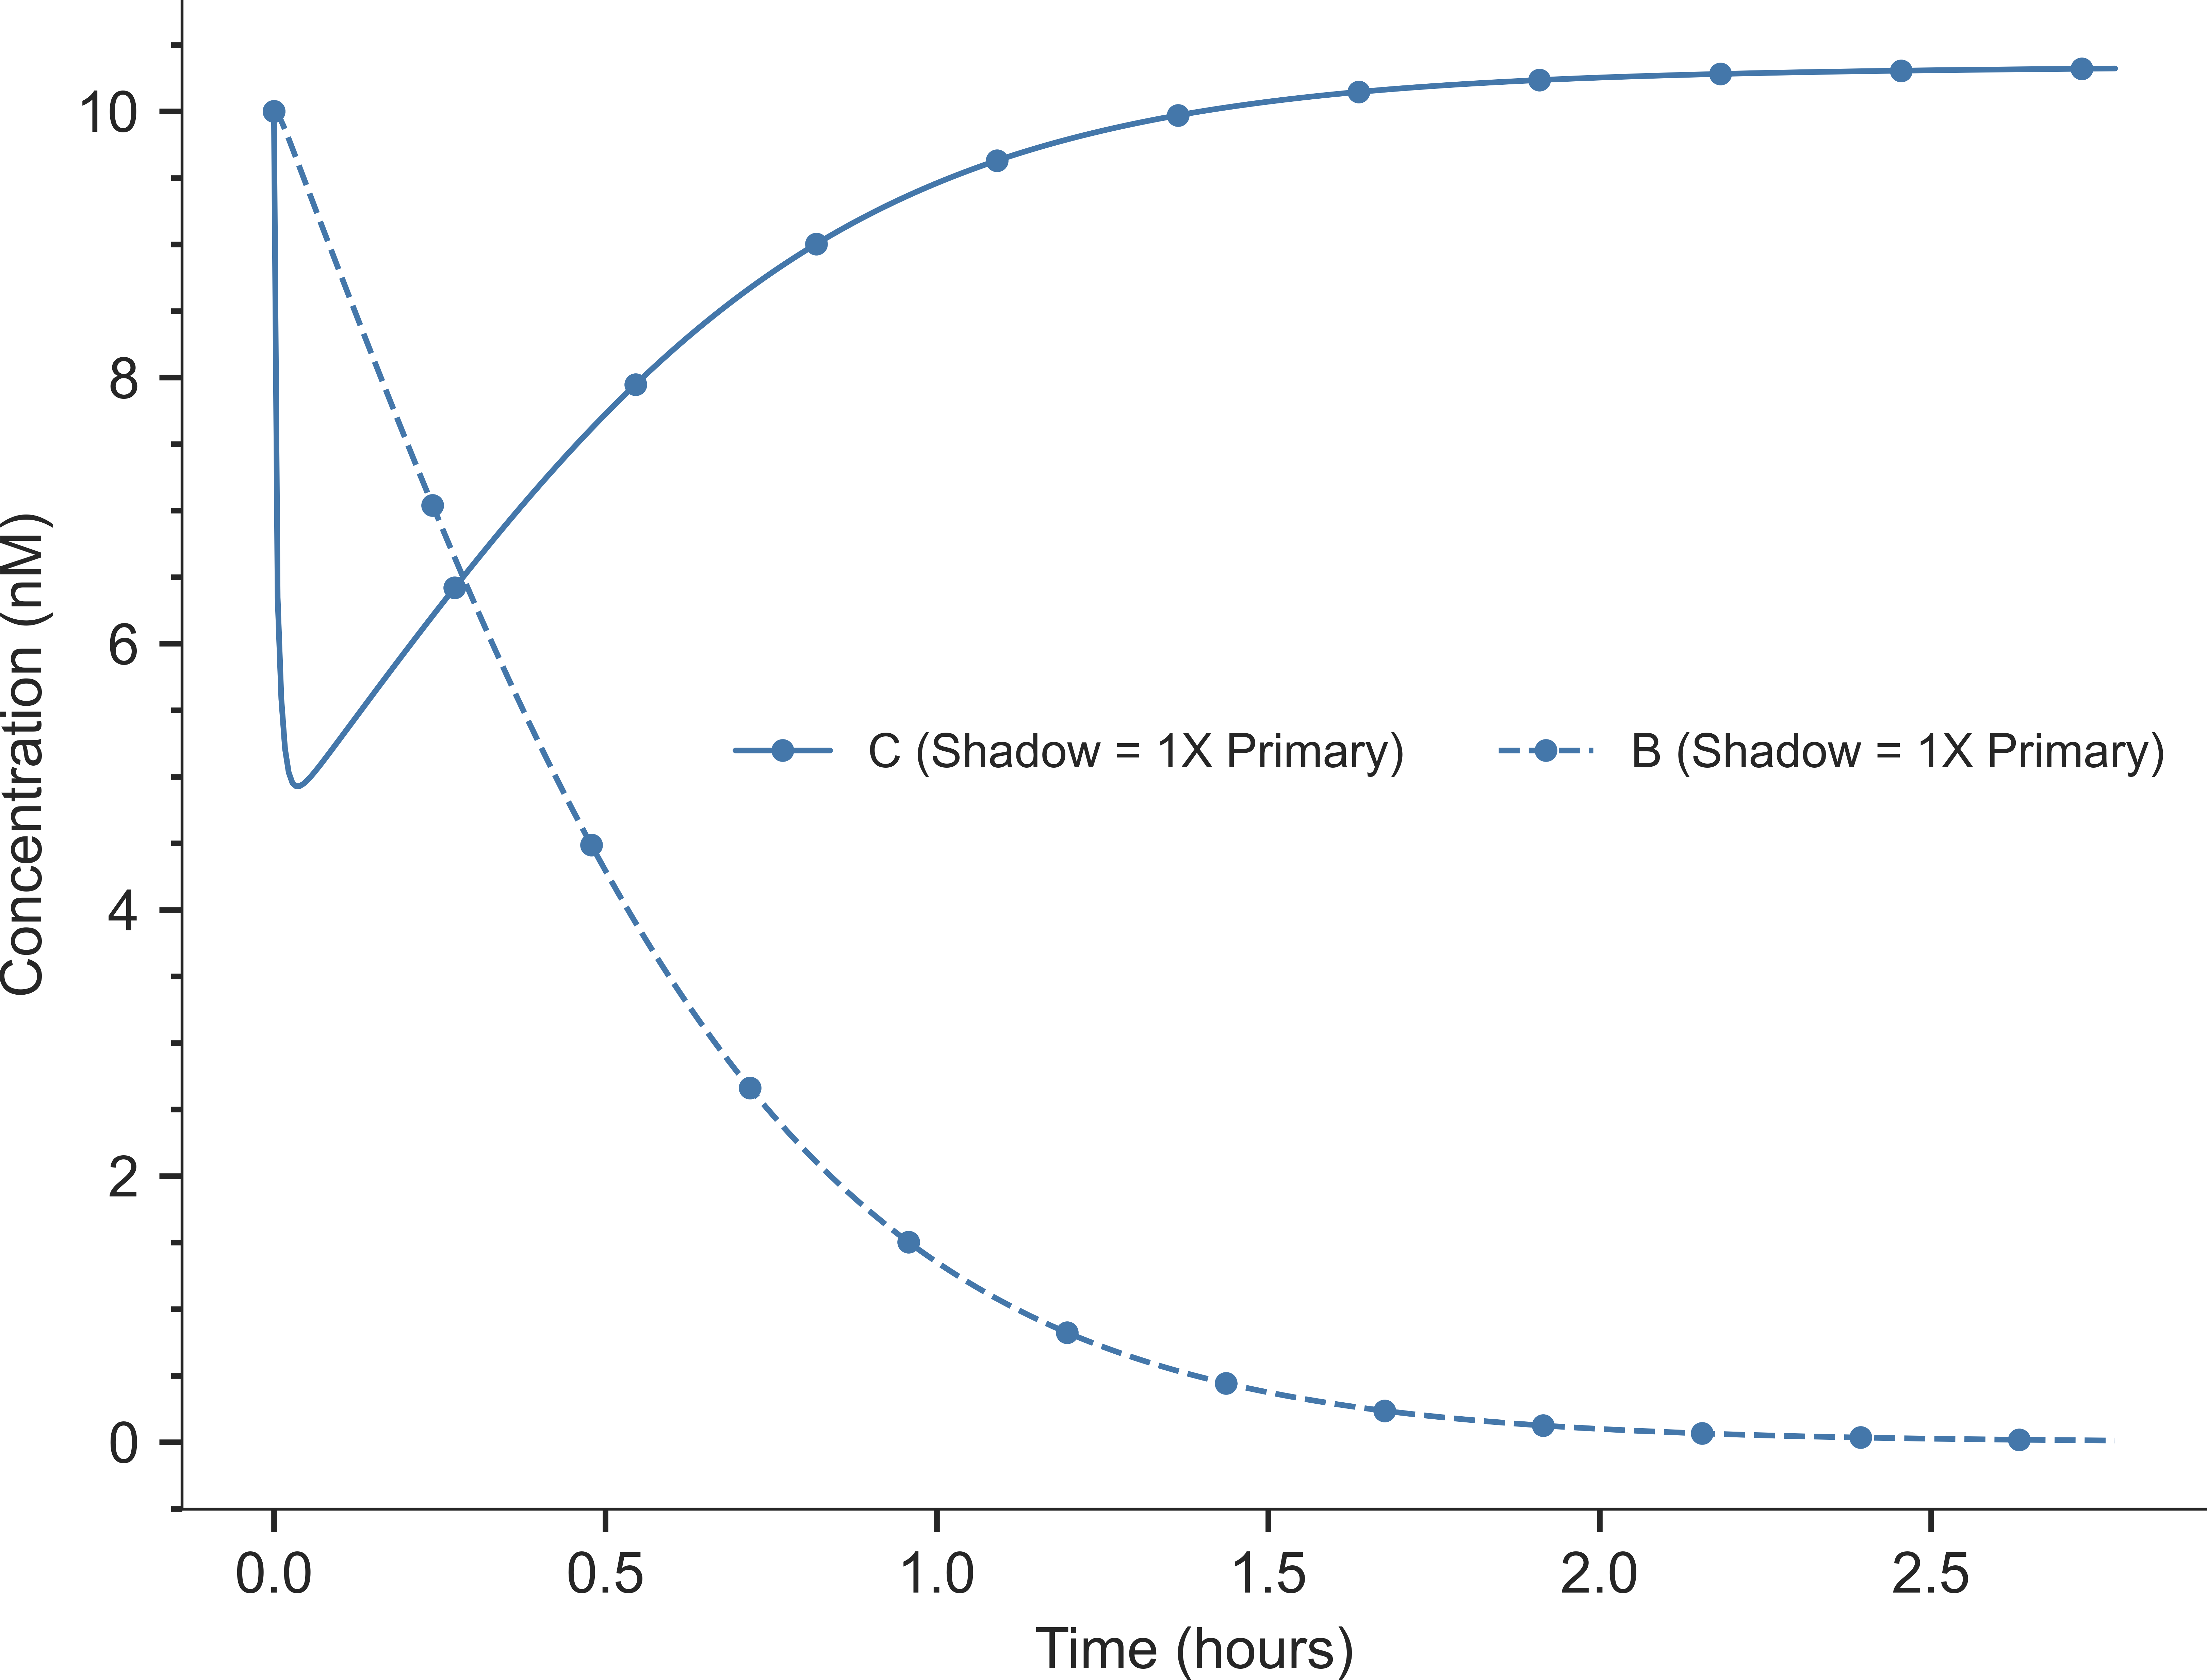 10
8
6
4
2
0
Concentration (nM)
C (Shadow = 1X Primary)
B (Shadow = 1X Primary)
0.0 0.5 1.0 1.5 2.0 2.5
Time (hours)